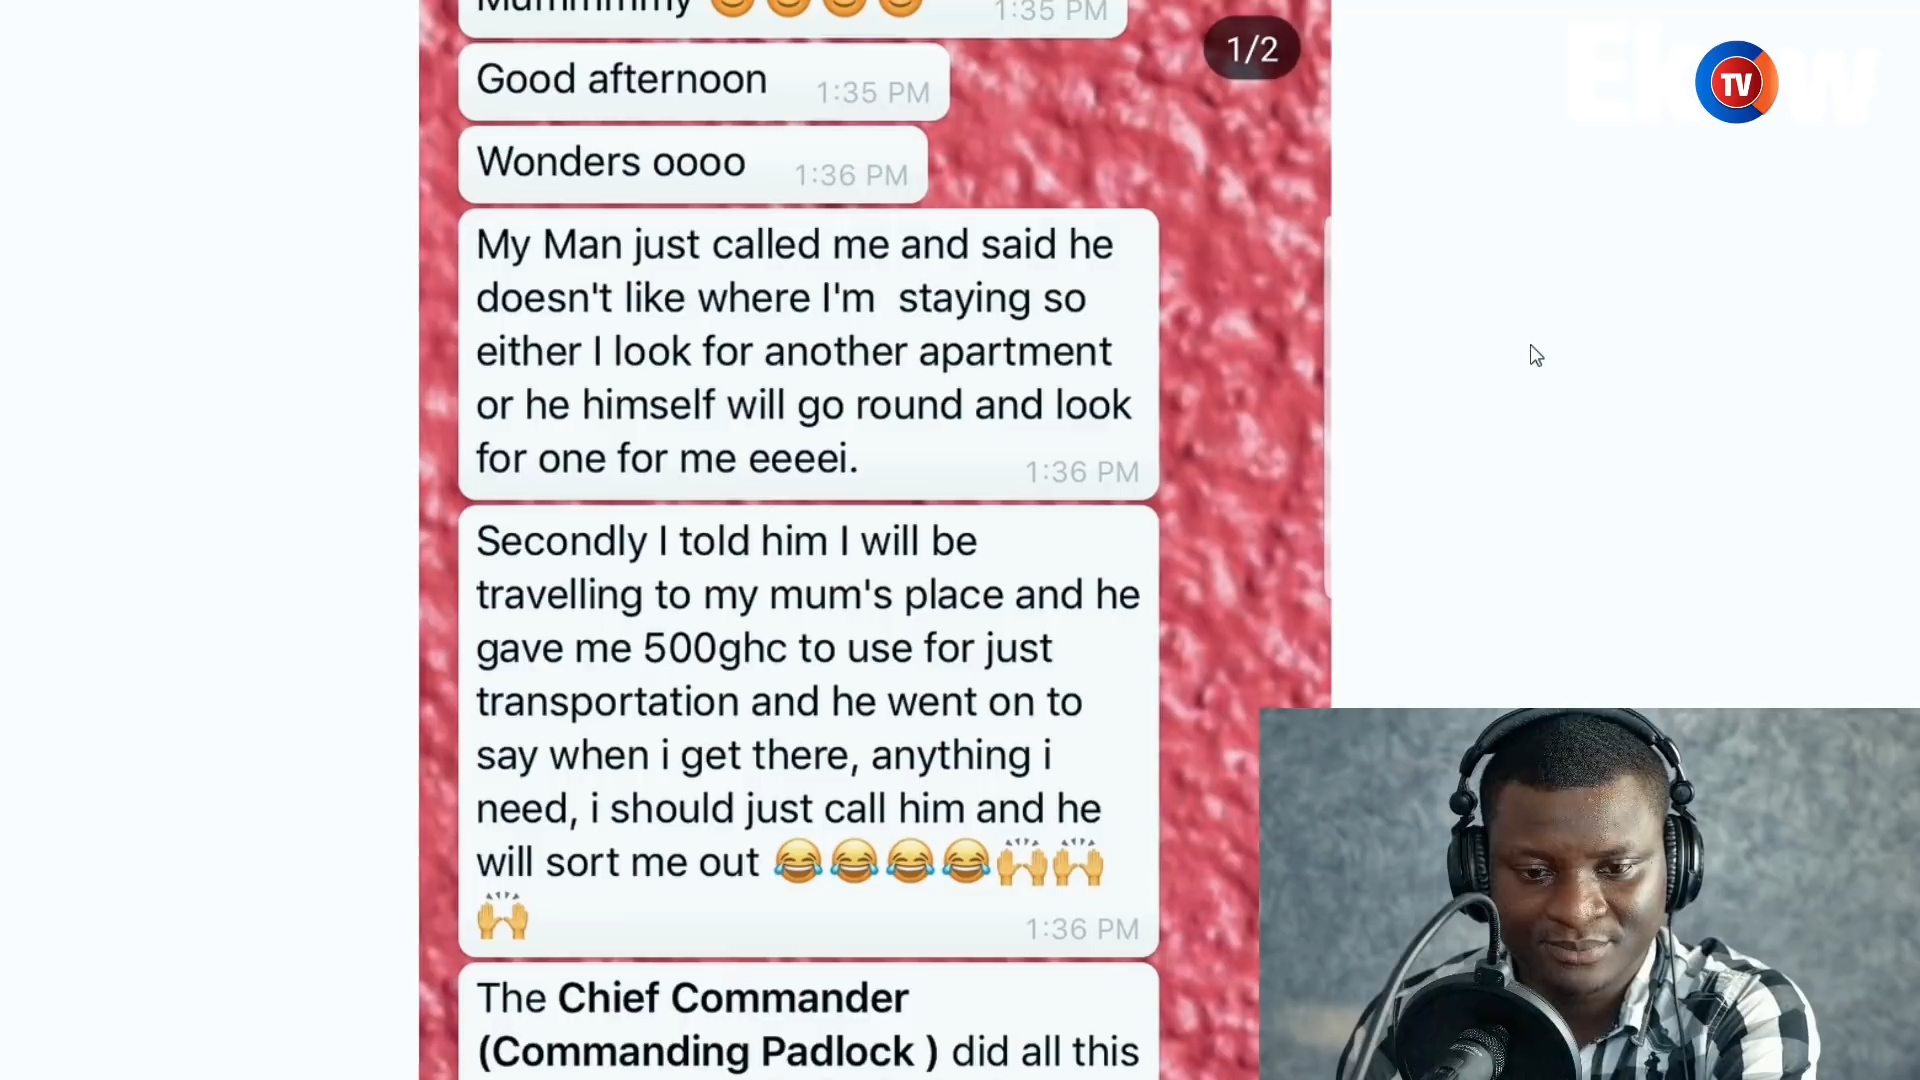 Mummmmy 😊😊😊😊 1:35 PM
1/2
TV
Good afternoon 1:35 PM
Wonders oooo 1:36 PM
My Man just called me and said he
doesn't like where I'm staying so
either I look for another apartment
or he himself will go round and look
for one for me eeeei. 1:36 PM
Secondly I told him I will be
travelling to my mum's place and he
gave me 500ghc to use for just
transportation and he went on to
say when i get there, anything i
need, i should just call him and he
will sort me out 😂😂😂😂🙌🙌
🙌 1:36 PM
The Chief Commander
(Commanding Padlock ) did all this